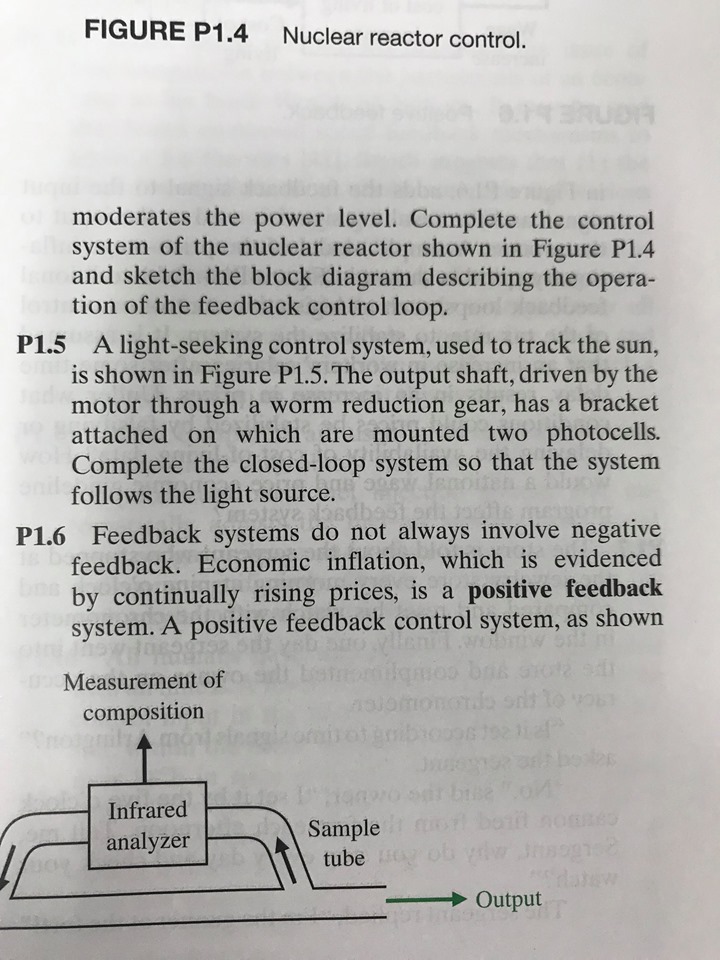 FIGURE P1.4 Nuclear reactor control.
moderates the power level. Complete the control
system of the nuclear reactor shown in Figure P1.4
and sketch the block diagram describing the opera-
tion of the feedback control loop.
P1.5 A light-seeking control system, used to track the sun,
is shown in Figure P1.5. The output shaft, driven by the
motor through a worm reduction gear, has a bracket
attached on which are mounted two photocells.
Complete the closed-loop system so that the system
follows the light source.
P1.6 Feedback systems do not always involve negative
feedback. Economic inflation, which is evidenced
by continually rising prices, is a positive feedback
system. A positive feedback control system, as shown
Measurement of
composition
Infrared
analyzer
Sample
tube
Output